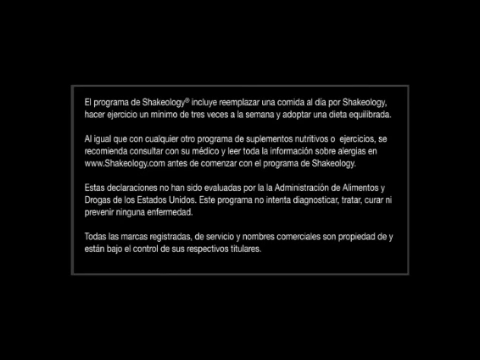 El programa de Shakeology® incluye reemplazar una comida al día por Shakeology,
hacer ejercicio un mínimo de tres veces a la semana y adoptar una dieta equilibrada.
Al igual que con cualquier otro programa de suplementos nutritivos o ejercicios, se
recomienda consultar con su médico y leer toda la información sobre alergias en
www.Shakeology.com antes de comenzar con el programa de Shakeology.
Estas declaraciones no han sido evaluadas por la la Administración de Alimentos y
Drogas de los Estados Unidos. Este programa no intenta diagnosticar, tratar, curar ni
prevenir ninguna enfermedad.
Todas las marcas registradas, de servicio y nombres comerciales son propiedad de y
están bajo el control de sus respectivos titulares.